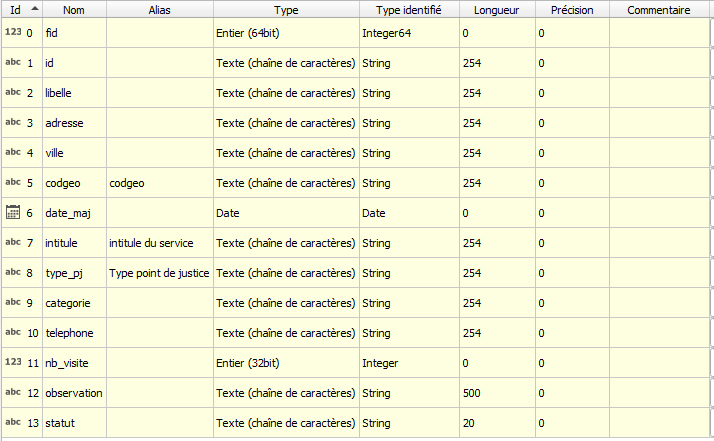 Id Nom Alias Type Type identifié Longueur Précision Commentaire
123 0 fid Entier (64bit) Integer64 0 0
abc 1 id Texte (chaîne de caractères) String 254 0
abc 2 libelle Texte (chaîne de caractères) String 254 0
abc 3 adresse Texte (chaîne de caractères) String 254 0
abc 4 ville Texte (chaîne de caractères) String 254 0
abc 5 codgeo codgeo Texte (chaîne de caractères) String 254 0
6 date_maj Date Date 0 0
abc 7 intitule intitule du service Texte (chaîne de caractères) String 254 0
abc 8 type_pj Type point de justice Texte (chaîne de caractères) String 254 0
abc 9 categorie Texte (chaîne de caractères) String 254 0
abc 10 telephone Texte (chaîne de caractères) String 254 0
123 11 nb_visite Entier (32bit) Integer 0 0
abc 12 observation Texte (chaîne de caractères) String 500 0
abc 13 statut Texte (chaîne de caractères) String 20 0